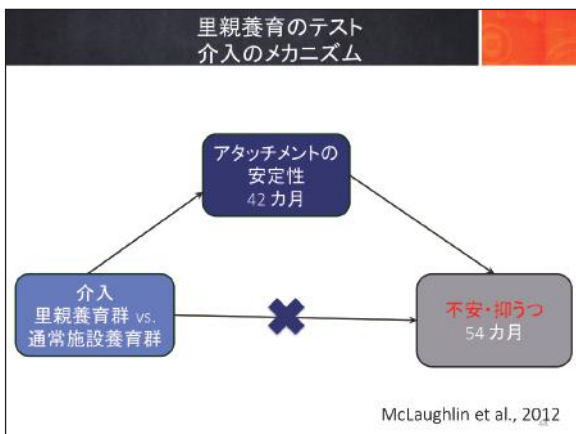 里親養育のテスト
介入のメカニズム
アタッチメントの
安定性
42 カ月
介入
里親養育群 vs.
通常施設養育群
不安・抑うつ
54 カ月
McLaughlin et al., 2012